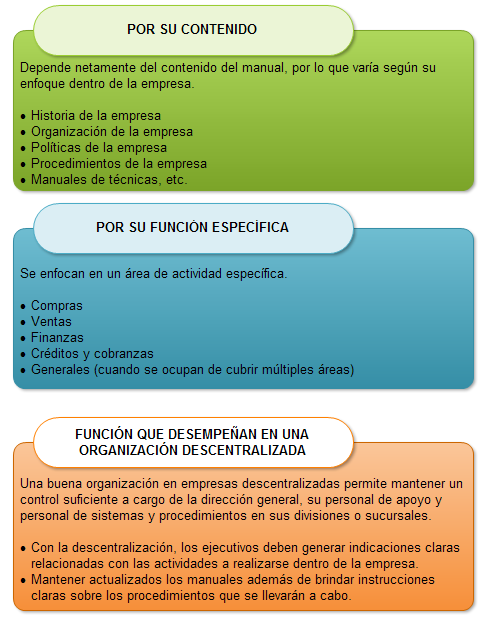 POR SU CONTENIDO
Depende netamente del contenido del manual, por lo que varía según su
enfoque dentro de la empresa.
• Historia de la empresa
• Organización de la empresa
• Políticas de la empresa
• Procedimientos de la empresa
• Manuales de técnicas, etc.
POR SU FUNCIÓN ESPECÍFICA
Se enfocan en un área de actividad específica.
• Compras
• Ventas
• Finanzas
• Créditos y cobranzas
• Generales (cuando se ocupan de cubrir múltiples áreas)
FUNCIÓN QUE DESEMPEÑAN EN UNA
ORGANIZACIÓN DESCENTRALIZADA
Una buena organización en empresas descentralizadas permite mantener un
control suficiente a cargo de la dirección general, su personal de apoyo y
personal de sistemas y procedimientos en sus divisiones o sucursales.
• Con la descentralización, los ejecutivos deben generar indicaciones claras
relacionadas con las actividades a realizarse dentro de la empresa.
• Mantener actualizados los manuales además de brindar instrucciones
claras sobre los procedimientos que se llevarán a cabo.